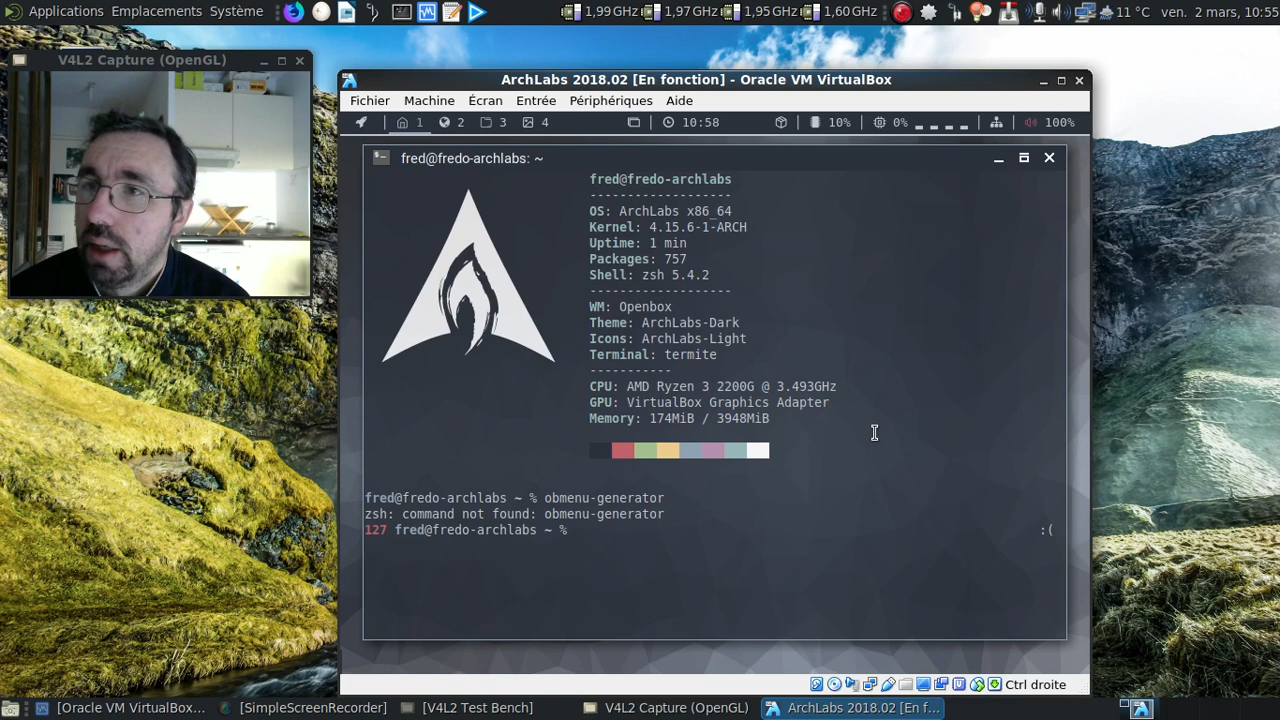 Applications Emplacements Système
1,99 GHz 1,97 GHz 1,95 GHz 1,60 GHz
11 °C ven. 2 mars, 10:55
V4L2 Capture (OpenGL)
ArchLabs 2018.02 [En fonction] - Oracle VM VirtualBox
Fichier Machine Écran Entrée Périphériques Aide
1 2 3 4 10:58 10% 0% 100%
fred@fredo-archlabs: ~
fred@fredo-archlabs
-------------------
OS: ArchLabs x86_64
Kernel: 4.15.6-1-ARCH
Uptime: 1 min
Packages: 757
Shell: zsh 5.4.2
-------------------
WM: Openbox
Theme: ArchLabs-Dark
Icons: ArchLabs-Light
Terminal: termite
-----------
CPU: AMD Ryzen 3 2200G @ 3.493GHz
GPU: VirtualBox Graphics Adapter
Memory: 174MiB / 3948MiB
fred@fredo-archlabs ~ % obmenu-generator
zsh: command not found: obmenu-generator
127 fred@fredo-archlabs ~ % :(
Ctrl droite
[Oracle VM VirtualBox... [SimpleScreenRecorder] [V4L2 Test Bench] V4L2 Capture (OpenGL) ArchLabs 2018.02 [En f...